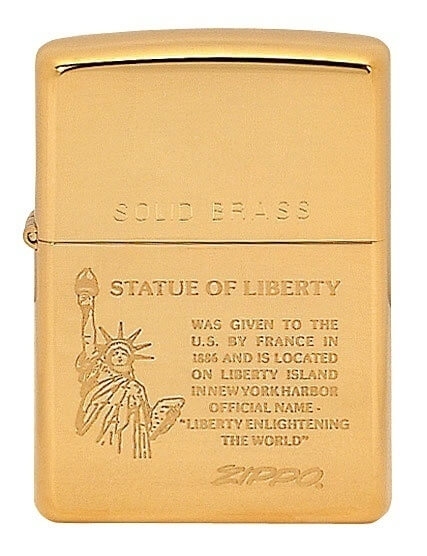 SOLID BRASS
STATUE OF LIBERTY
WAS GIVEN TO THE
U.S. BY FRANCE IN
1886 AND IS LOCATED
ON LIBERTY ISLAND
IN NEW YORK HARBOR
OFFICIAL NAME -
"LIBERTY ENLIGHTENING
THE WORLD"
ZIPPO